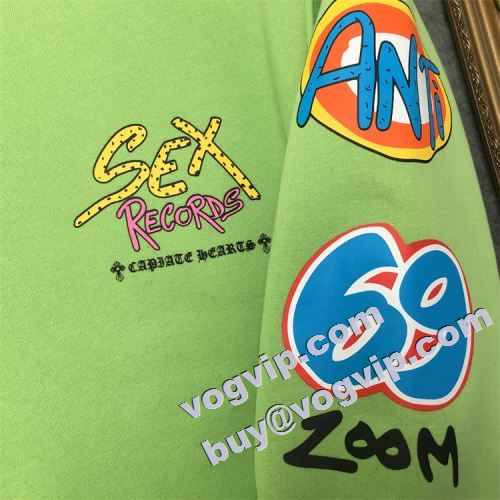 SEX
RECORDS
CAPIATE HEARTS
ANTi
69
ZOOM
vogvip.com
buy@vogvip.com